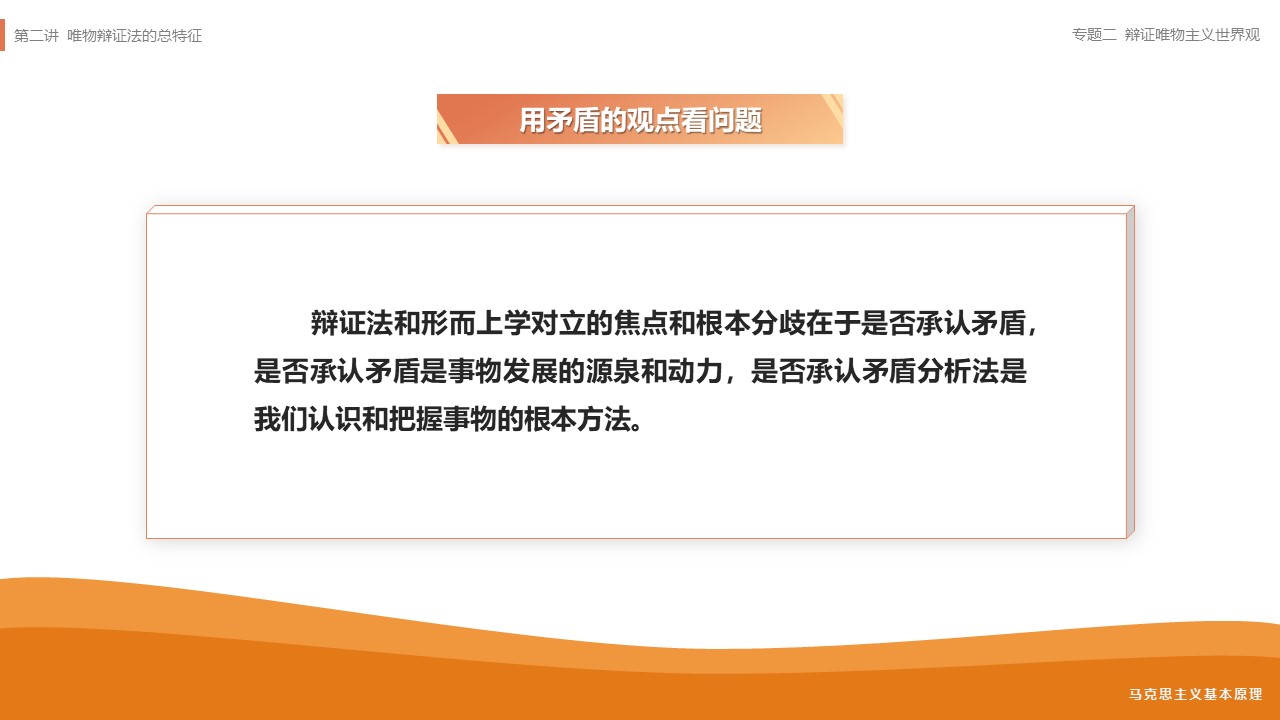 第二讲 唯物辩证法的总特征
专题二 辩证唯物主义世界观
用矛盾的观点看问题
辩证法和形而上学对立的焦点和根本分歧在于是否承认矛盾，
是否承认矛盾是事物发展的源泉和动力，是否承认矛盾分析法是
我们认识和把握事物的根本方法。
马克思主义基本原理